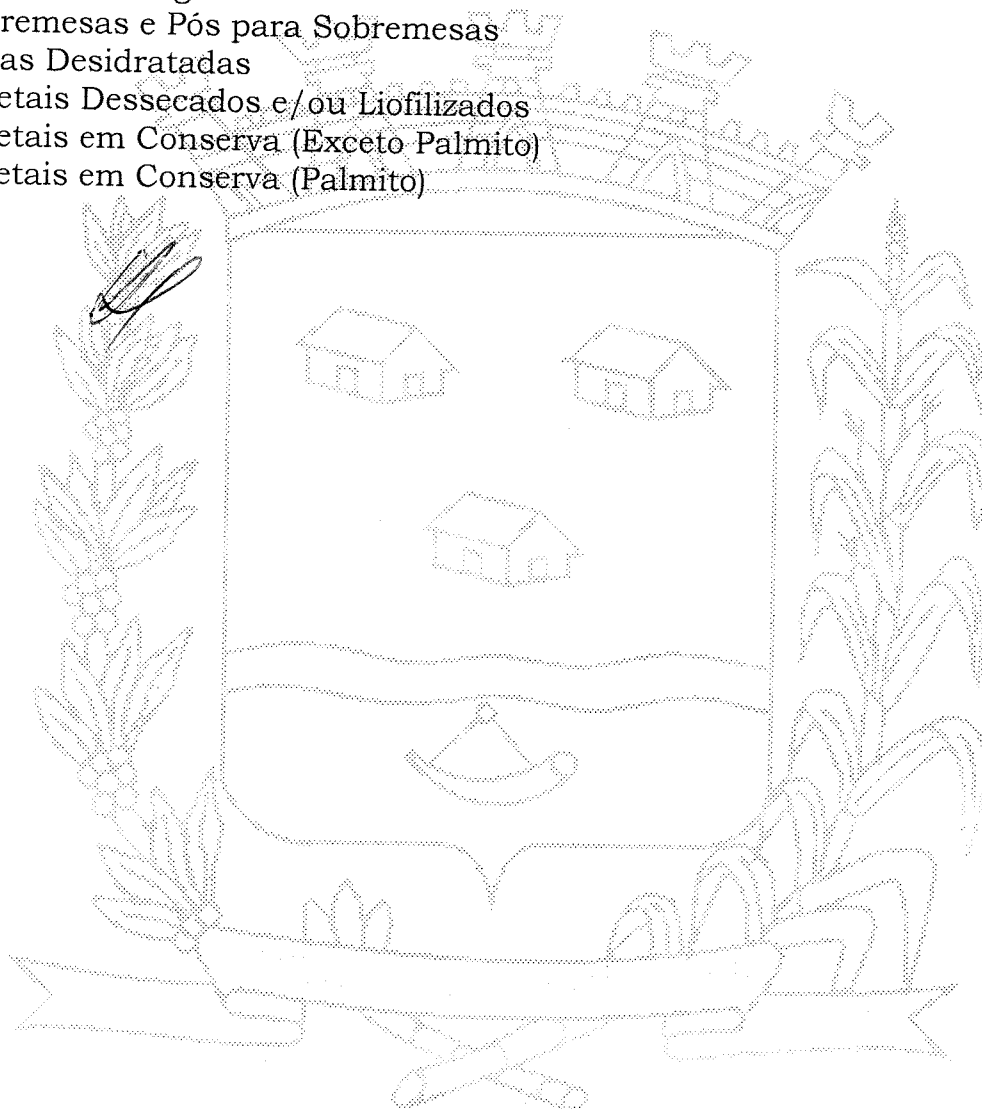 remesas e Pós para Sobremesas
as Desidratadas
etais Dessecados e/ou Liofilizados
etais em Conserva (Exceto Palmito)
etais em Conserva (Palmito)